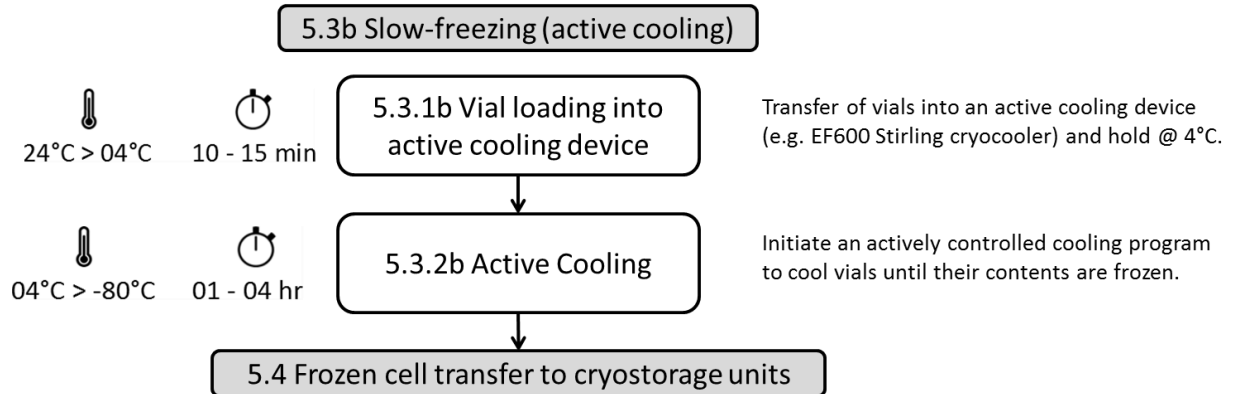 5.3b Slow-freezing (active cooling)
24°C > 04°C
10 - 15 min
5.3.1b Vial loading into
active cooling device
Transfer of vials into an active cooling device
(e.g. EF600 Stirling cryocooler) and hold @ 4°C.
04°C > -80°C
01 - 04 hr
5.3.2b Active Cooling
Initiate an actively controlled cooling program
to cool vials until their contents are frozen.
5.4 Frozen cell transfer to cryostorage units